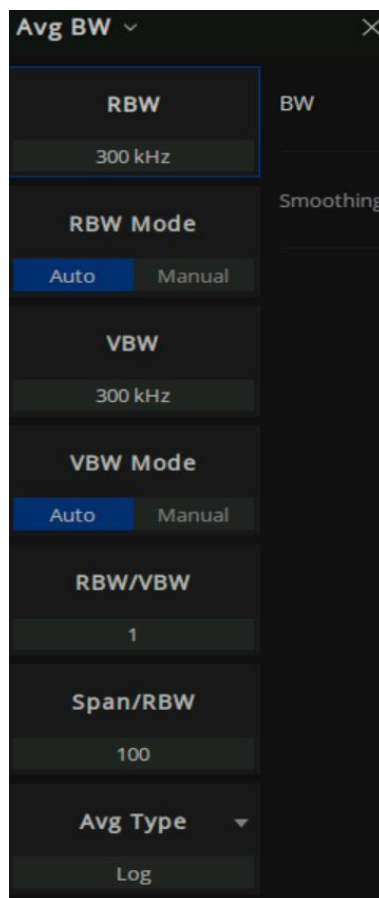 Avg BW
RBW
300 kHz
RBW Mode
Auto Manual
VBW
300 kHz
VBW Mode
Auto Manual
RBW/VBW
1
Span/RBW
100
Avg Type
Log
BW
Smoothing